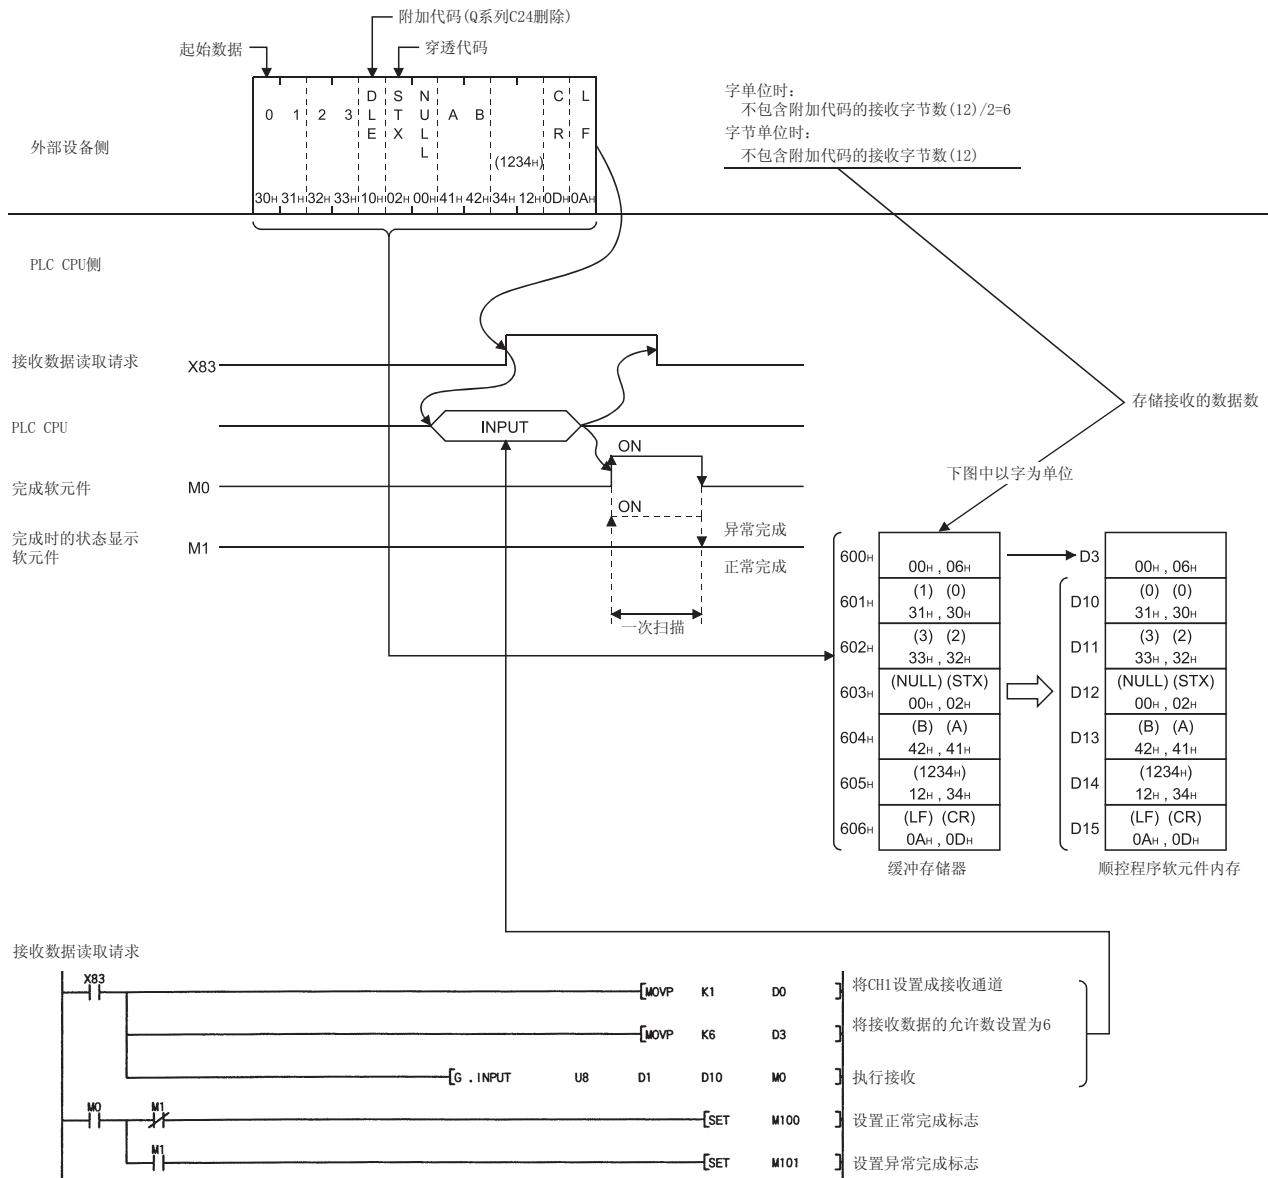 附加代码(Q系列C24删除)
起始数据
穿透代码
D S N C L
0 1 2 3 L T U A B
E X L R F
L
(1234H)
外部设备侧
30H 31H 32H 33H 10H 02H 00H 41H 42H 34H 12H 0DH 0AH
字单位时:
不包含附加代码的接收字节数(12)/2=6
字节单位时:
不包含附加代码的接收字节数(12)
PLC CPU侧
接收数据读取请求 X83
存储接收的数据数
PLC CPU INPUT
ON
完成软元件 M0
下图中以字为单位
ON
完成时的状态显示
软元件 M1
异常完成
正常完成
一次扫描
600H 00H , 06H D3 00H , 06H
(1) (0) (0) (0)
601H 31H , 30H D10 31H , 30H
(3) (2) (3) (2)
602H 33H , 32H D11 33H , 32H
(NULL) (STX) (NULL) (STX)
603H 00H , 02H D12 00H , 02H
(B) (A) (B) (A)
604H 42H , 41H D13 42H , 41H
(1234H) (1234H)
605H 12H , 34H D14 12H , 34H
(LF) (CR) (LF) (CR)
606H 0AH , 0DH D15 0AH , 0DH
缓冲存储器 顺控程序软元件内存
接收数据读取请求
X83 MOVP K1 D0 将CH1设置成接收通道
MOVP K6 D3 将接收数据的允许数设置为6
G.INPUT U8 D1 D10 M0 执行接收
M0 M1 SET M100 设置正常完成标志
M1 SET M101 设置异常完成标志